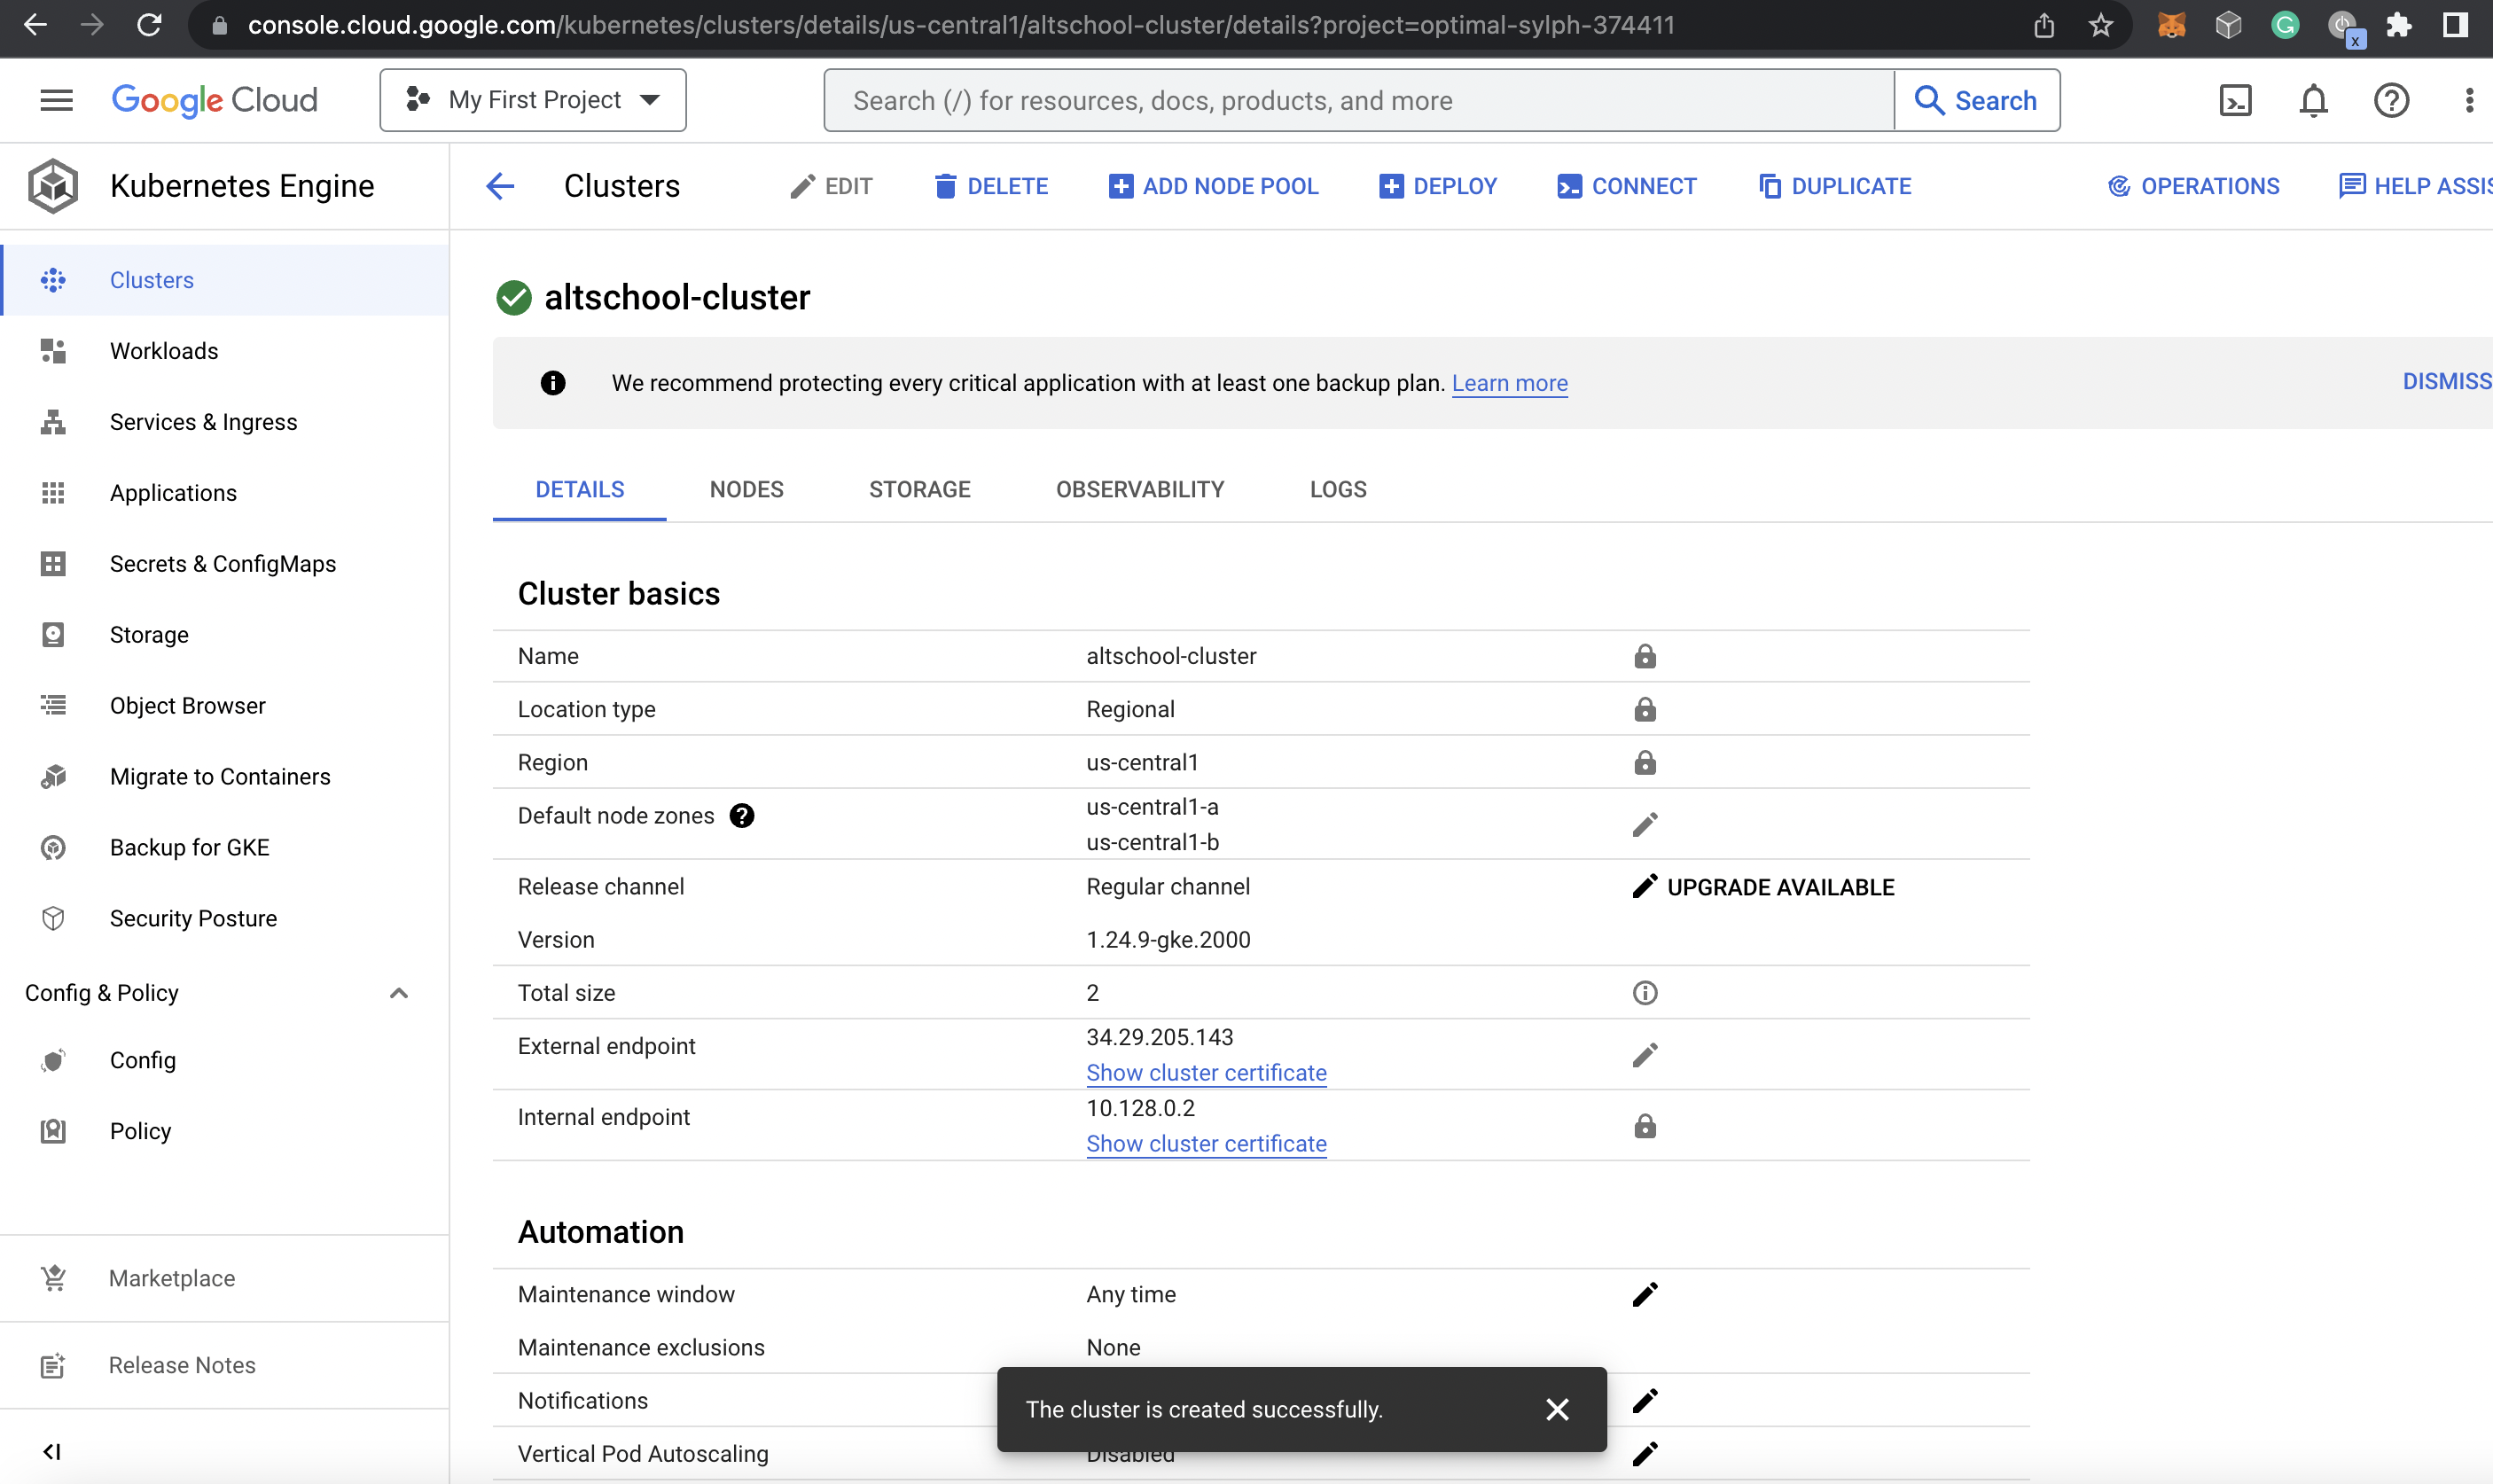 console.cloud.google.com/kubernetes/clusters/details/us-central1/altschool-cluster/details?project=optimal-sylph-374411
x
Google Cloud
My First Project
Search (/) for resources, docs, products, and more
Search
Kubernetes Engine
Clusters
EDIT
DELETE
ADD NODE POOL
DEPLOY
CONNECT
DUPLICATE
OPERATIONS
HELP ASSIS
Clusters
Workloads
Services & Ingress
Applications
Secrets & ConfigMaps
Storage
Object Browser
Migrate to Containers
Backup for GKE
Security Posture
Config & Policy
Config
Policy
Marketplace
Release Notes
altschool-cluster
We recommend protecting every critical application with at least one backup plan. Learn more
DISMISS
DETAILS
NODES
STORAGE
OBSERVABILITY
LOGS
Cluster basics
Name altschool-cluster
Location type Regional
Region us-central1
Default node zones us-central1-a
us-central1-b
Release channel Regular channel UPGRADE AVAILABLE
Version 1.24.9-gke.2000
Total size 2
External endpoint 34.29.205.143
Show cluster certificate
Internal endpoint 10.128.0.2
Show cluster certificate
Automation
Maintenance window Any time
Maintenance exclusions None
Notifications
Vertical Pod Autoscaling Disabled
The cluster is created successfully.